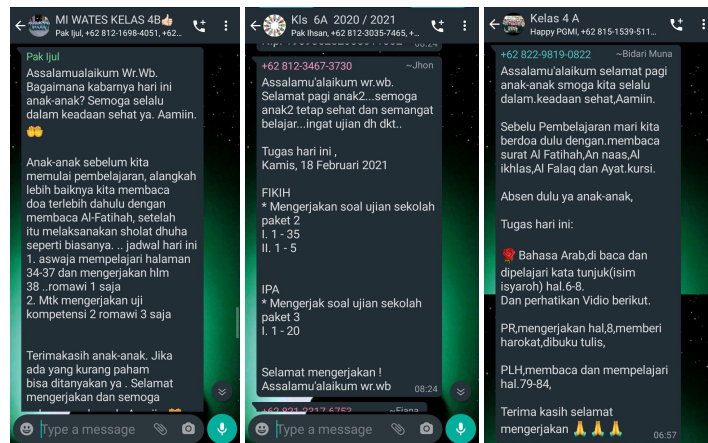 MI WATES KELAS 4B👍
Pak Ijul, +62 812-1698-4051, +62...
Pak Ijul
Assalamualaikum Wr.Wb.
Bagaimana kabarnya hari ini
anak-anak? Semoga selalu
dalam keadaan sehat ya. Aamiin.
🤲
Anak-anak sebelum kita
memulai pembelajaran, alangkah
lebih baiknya kita membaca
doa terlebih dahulu dengan
membaca Al-Fatihah, setelah
itu melaksanakan sholat dhuha
seperti biasanya. .. jadwal hari ini
1. aswaja mempelajari halaman
34-37 dan mengerjakan hlm
38 ..romawi 1 saja
2. Mtk mengerjakan uji
kompetensi 2 romawi 3 saja
Terimakasih anak-anak. Jika
ada yang kurang paham
bisa ditanyakan ya . Selamat
mengerjakan dan semoga
Type a message
Kls 6A 2020 / 2021
Pak Ihsan, +62 812-3035-7465, +...
08:24
+62 812-3467-3730 ~Jhon
Assalamu'alaikum wr.wb.
Selamat pagi anak2...semoga
anak2 tetap sehat dan semangat
belajar...ingat ujian dh dkt..
Tugas hari ini ,
Kamis, 18 Februari 2021
FIKIH
* Mengerjakan soal ujian sekolah
paket 2
I. 1 - 35
II. 1 - 5
IPA
* Mengerjak soal ujian sekolah
paket 3
I. 1 - 20
Selamat mengerjakan !
Assalamu'alaikum wr.wb 08:24
+62 821-2317-6753
Type a message
Kelas 4 A
Happy PGMI, +62 815-1539-511...
+62 822-9819-0822 ~Bidari Muna
Assalamu'alaikum selamat pagi
anak-anak smoga kita selalu
dalam.keadaan sehat,Aamiin.
Sebelu Pembelajaran mari kita
berdoa dulu dengan.membaca
surat Al Fatihah,An naas,Al
ikhlas,Al Falaq dan Ayat.kursi.
Absen dulu ya anak-anak,
Tugas hari ini:
🌹 Bahasa Arab,di baca dan
dipelajari kata tunjuk(isim
isyaroh) hal.6-8.
Dan perhatikan Vidio berikut.
PR,mengerjakan hal,8,memberi
harokat,dibuku tulis,
PLH,membaca dan mempelajari
hal.79-84,
Terima kasih selamat
mengerjakan 🙏 🙏 🙏 06:57